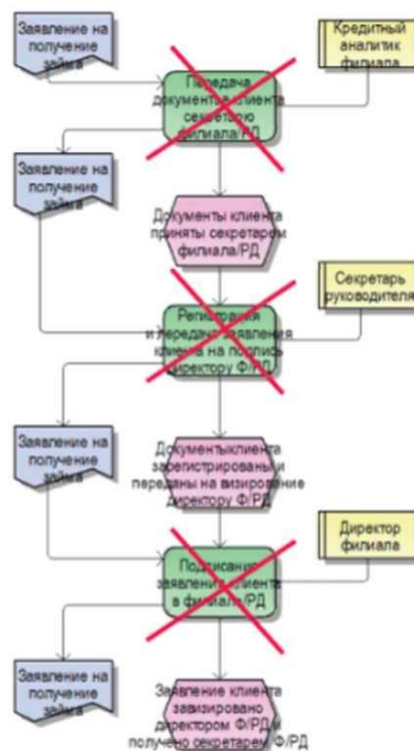 Заявление на
получение
займа
Кредитный
аналитик
филиала
Передача
документов клиента
секретарю
филиала/РД
Заявление на
получение
займа
Документы клиента
приняты секретарем
филиала/РД
Секретарь
руководителя
Регистрация
и передача заявления
клиента на подпись
директору Ф/РД
Заявление на
получение
займа
Документыклиента
зарегистрированы и
переданы на визирование
директору Ф/РД
Директор
филиала
Подписание
заявления клиента
в филиала/РД
Заявление на
получение
займа
Заявление клиента
завизировано
директором Ф/РД и
получено секретарем Ф/РД